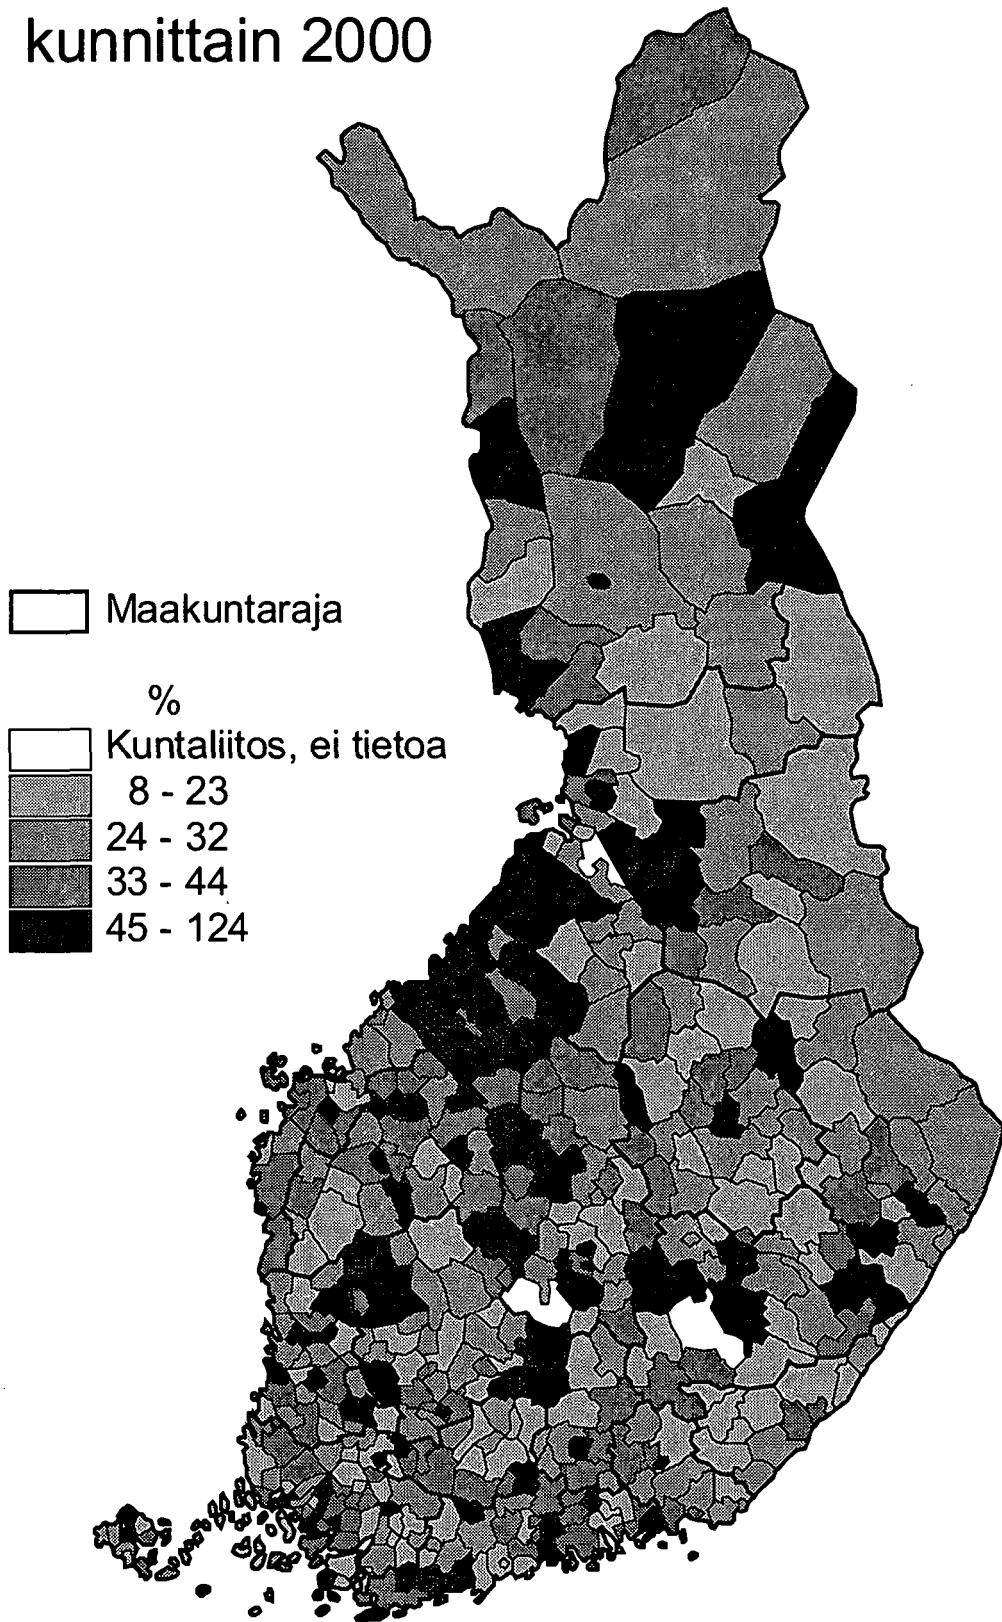 kunnittain 2000
Maakuntaraja
%
Kuntaliitos, ei tietoa
8 - 23
24 - 32
33 - 44
45 - 124